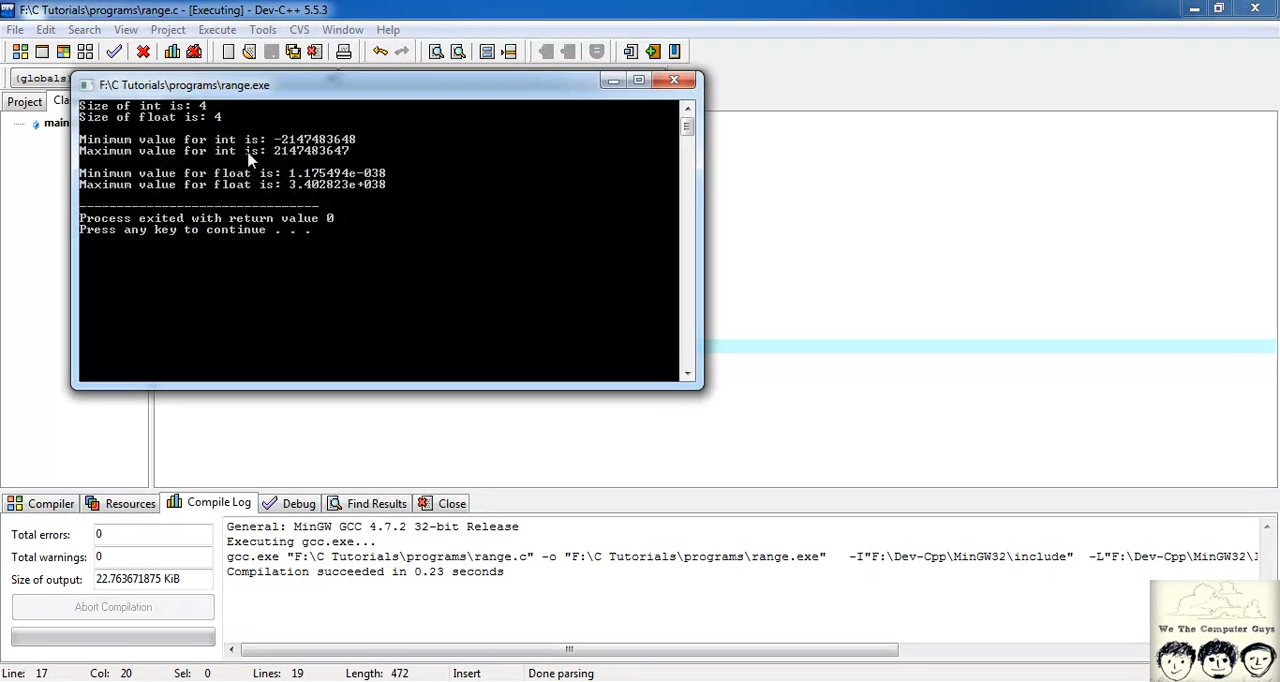 F:\C Tutorials\programs\range.c - [Executing] - Dev-C++ 5.5.3
File Edit Search View Project Execute Tools CVS Window Help
(globals)
F:\C Tutorials\programs\range.exe
Project
main
Size of int is: 4
Size of float is: 4
Minimum value for int is: -2147483648
Maximum value for int is: 2147483647
Minimum value for float is: 1.175494e-038
Maximum value for float is: 3.402823e+038
--------------------------------
Process exited with return value 0
Press any key to continue . . .
Compiler Resources Compile Log Debug Find Results Close
Total errors: 0
Total warnings: 0
Size of output: 22.763671875 KiB
Abort Compilation
General: MinGW GCC 4.7.2 32-bit Release
Executing gcc.exe...
gcc.exe "F:\C Tutorials\programs\range.c" -o "F:\C Tutorials\programs\range.exe" -I"F:\Dev-Cpp\MinGW32\include" -L"F:\Dev-Cpp\MinGW32\
Compilation succeeded in 0.23 seconds
We The Computer Guys
Line: 17 Col: 20 Sel: 0 Lines: 19 Length: 472 Insert Done parsing